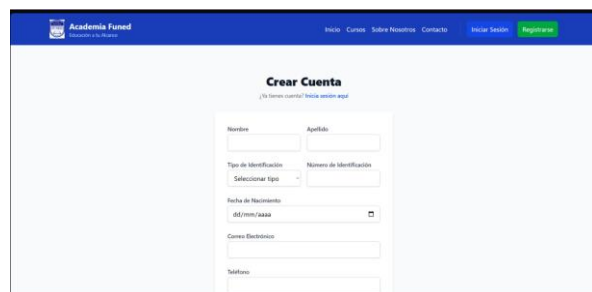 Academia Funed
Educación a tu Alcance
Inicio Cursos Sobre Nosotros Contacto Iniciar Sesión Registrarse
Crear Cuenta
¿Ya tienes cuenta? Inicia sesión aquí
Nombre Apellido
Tipo de Identificación Número de Identificación
Seleccionar tipo
Fecha de Nacimiento
dd/mm/aaaa
Correo Electrónico
Teléfono